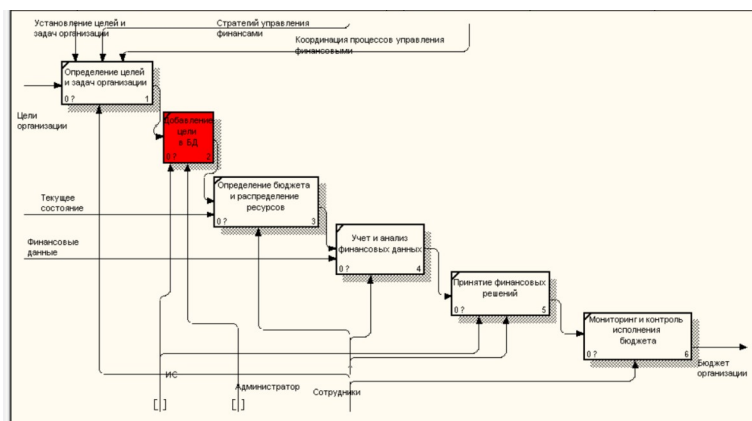 Установление целей и
задач организации
Стратегий управления
финансами
Координация процессов управления
финансовыми
Определение целей
и задач организации
0 ?
1
Цели
организации
Добавление
цели
в БД
0 ?
2
Определение бюджета
и распределение
ресурсов
0 ?
3
Текущее
состояние
Учет и анализ
финансовых данных
0 ?
4
Финансовые
данные
Принятие финансовых
решений
0 ?
5
Мониторинг и контроль
исполнения
бюджета
0 ?
6
Бюджет
организации
ИС
Администратор
Сотрудники